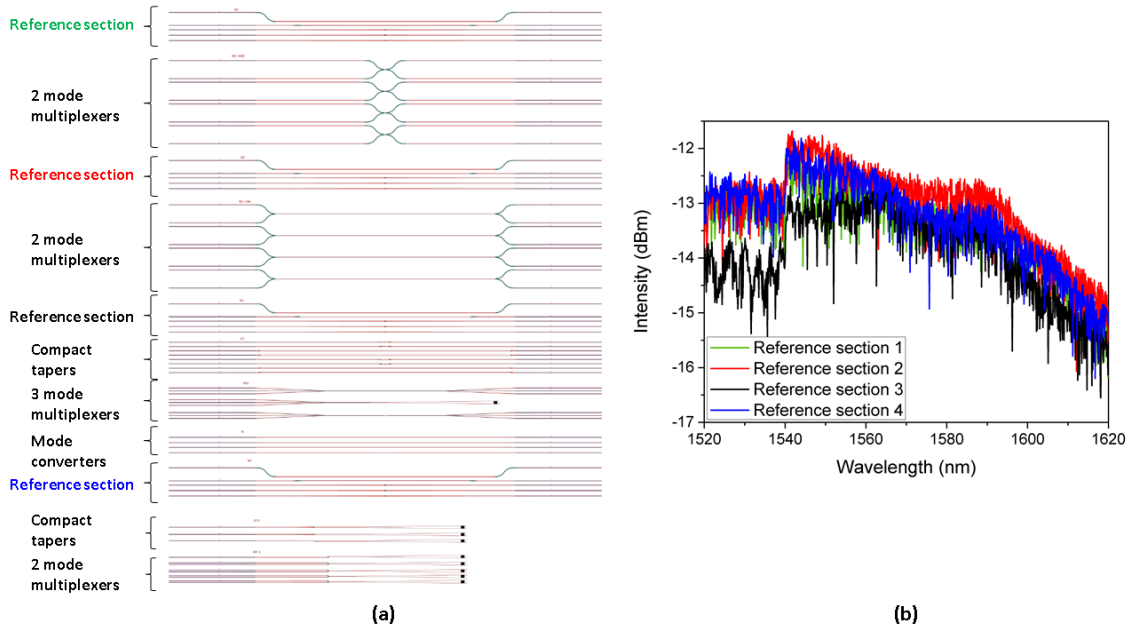 Reference section
2 mode
multiplexers
Reference section
2 mode
multiplexers
Reference section
Compact
tapers
3 mode
multiplexers
Mode
converters
Reference section
Compact
tapers
2 mode
multiplexers
(a)
Intensity (dBm)
-12
-13
-14
-15
-16
-17
Reference section 1
Reference section 2
Reference section 3
Reference section 4
1520 1540 1560 1580 1600 1620
Wavelength (nm)
(b)